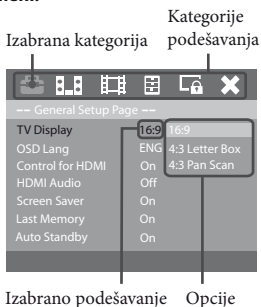 Kategorije
podešavanja
Izabrana kategorija
-- General Setup Page --
TV Display 16:9 16:9
OSD Lang ENG 4:3 Letter Box
Control for HDMI On 4:3 Pan Scan
HDMI Audio Off
Screen Saver On
Last Memory On
Auto Standby On
Izabrano podešavanje Opcije